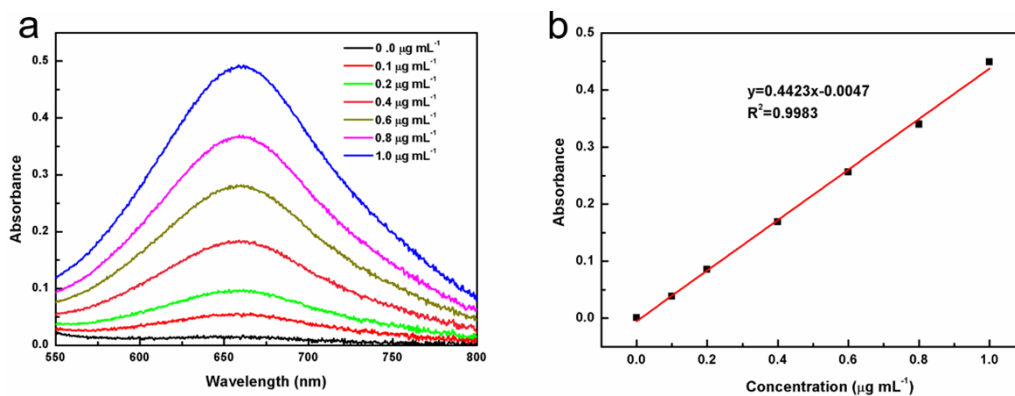 a
0 .0 μg mL⁻¹
0.1 μg mL⁻¹
0.2 μg mL⁻¹
0.4 μg mL⁻¹
0.6 μg mL⁻¹
0.8 μg mL⁻¹
1.0 μg mL⁻¹
0.5
0.4
0.3
0.2
0.1
0.0
Absorbance
550 600 650 700 750 800
Wavelength (nm)
b
y=0.4423x-0.0047
R²=0.9983
0.5
0.4
0.3
0.2
0.1
0.0
Absorbance
0.0 0.2 0.4 0.6 0.8 1.0
Concentration (μg mL⁻¹)